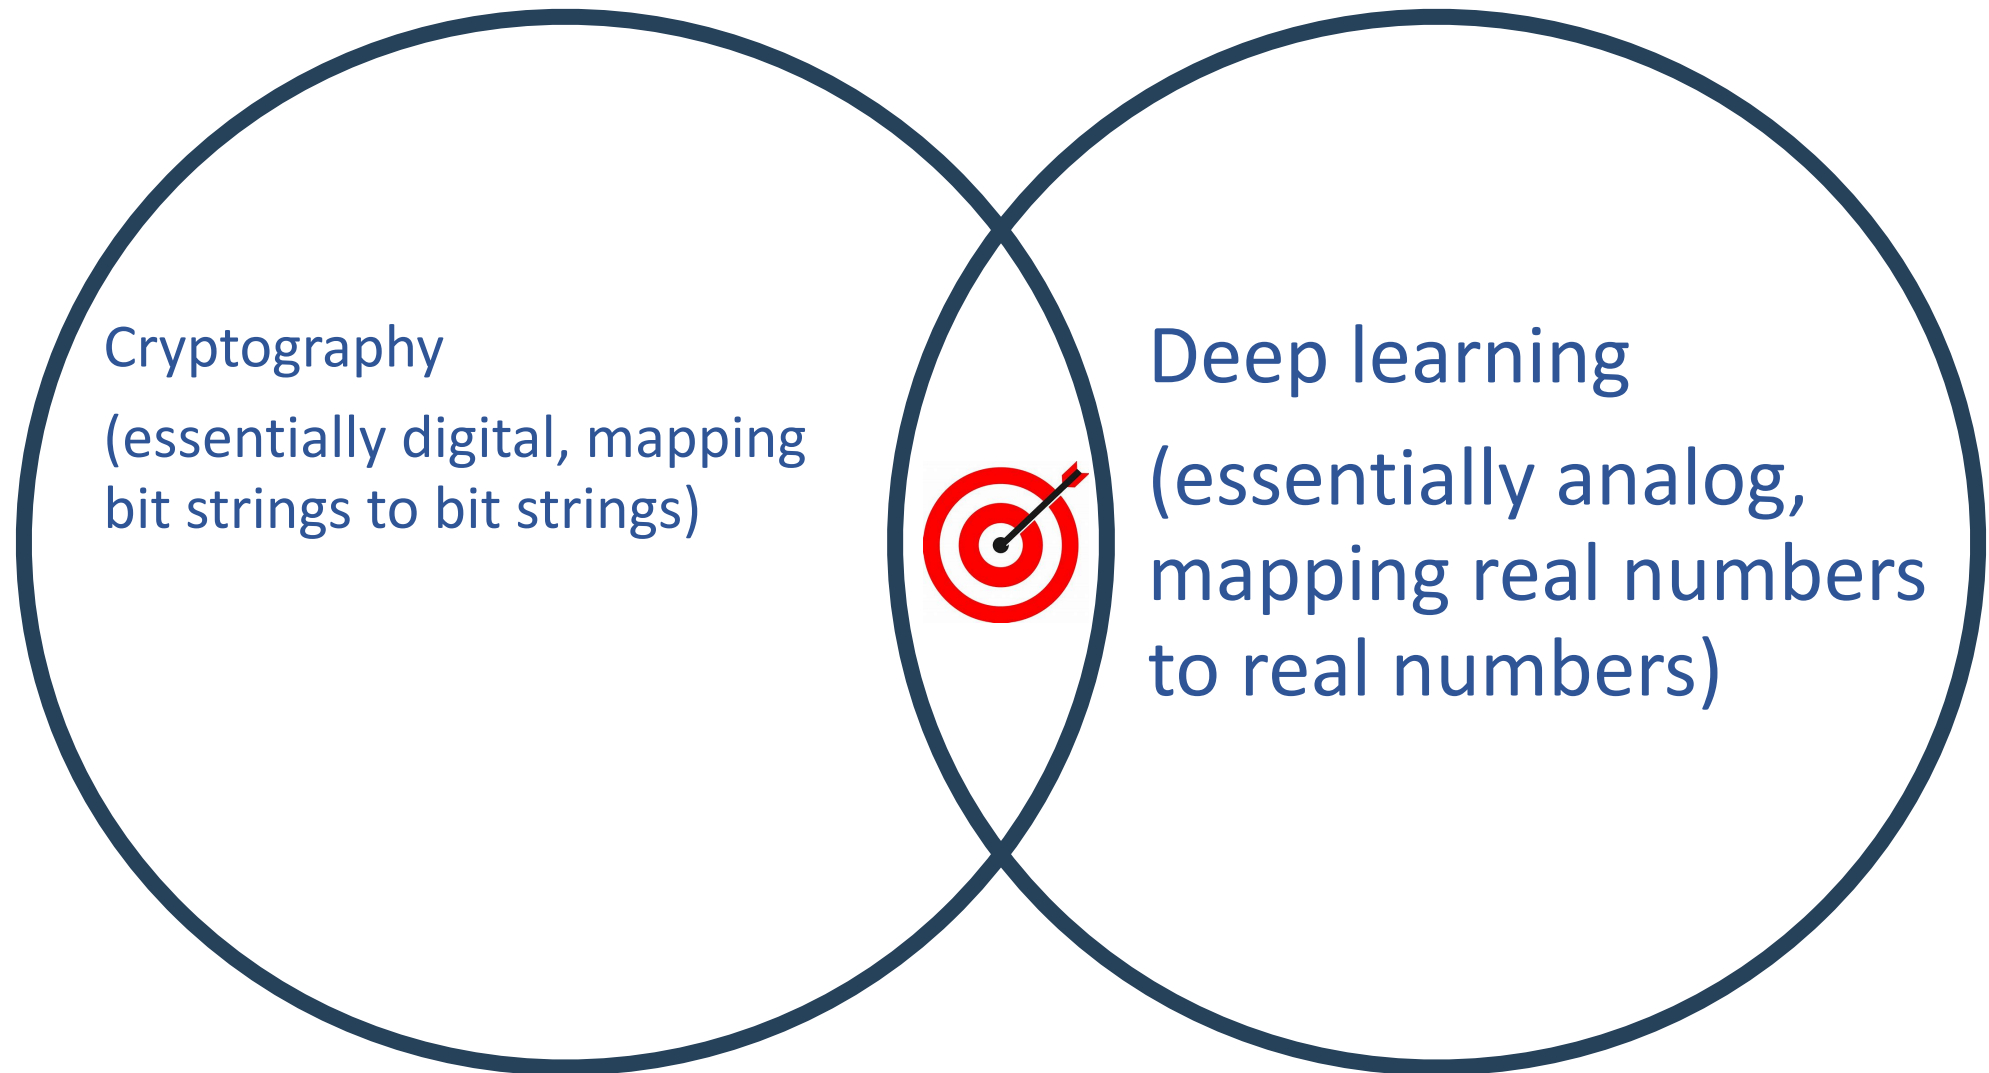 Cryptography
(essentially digital, mapping
bit strings to bit strings)
Deep learning
(essentially analog,
mapping real numbers
to real numbers)